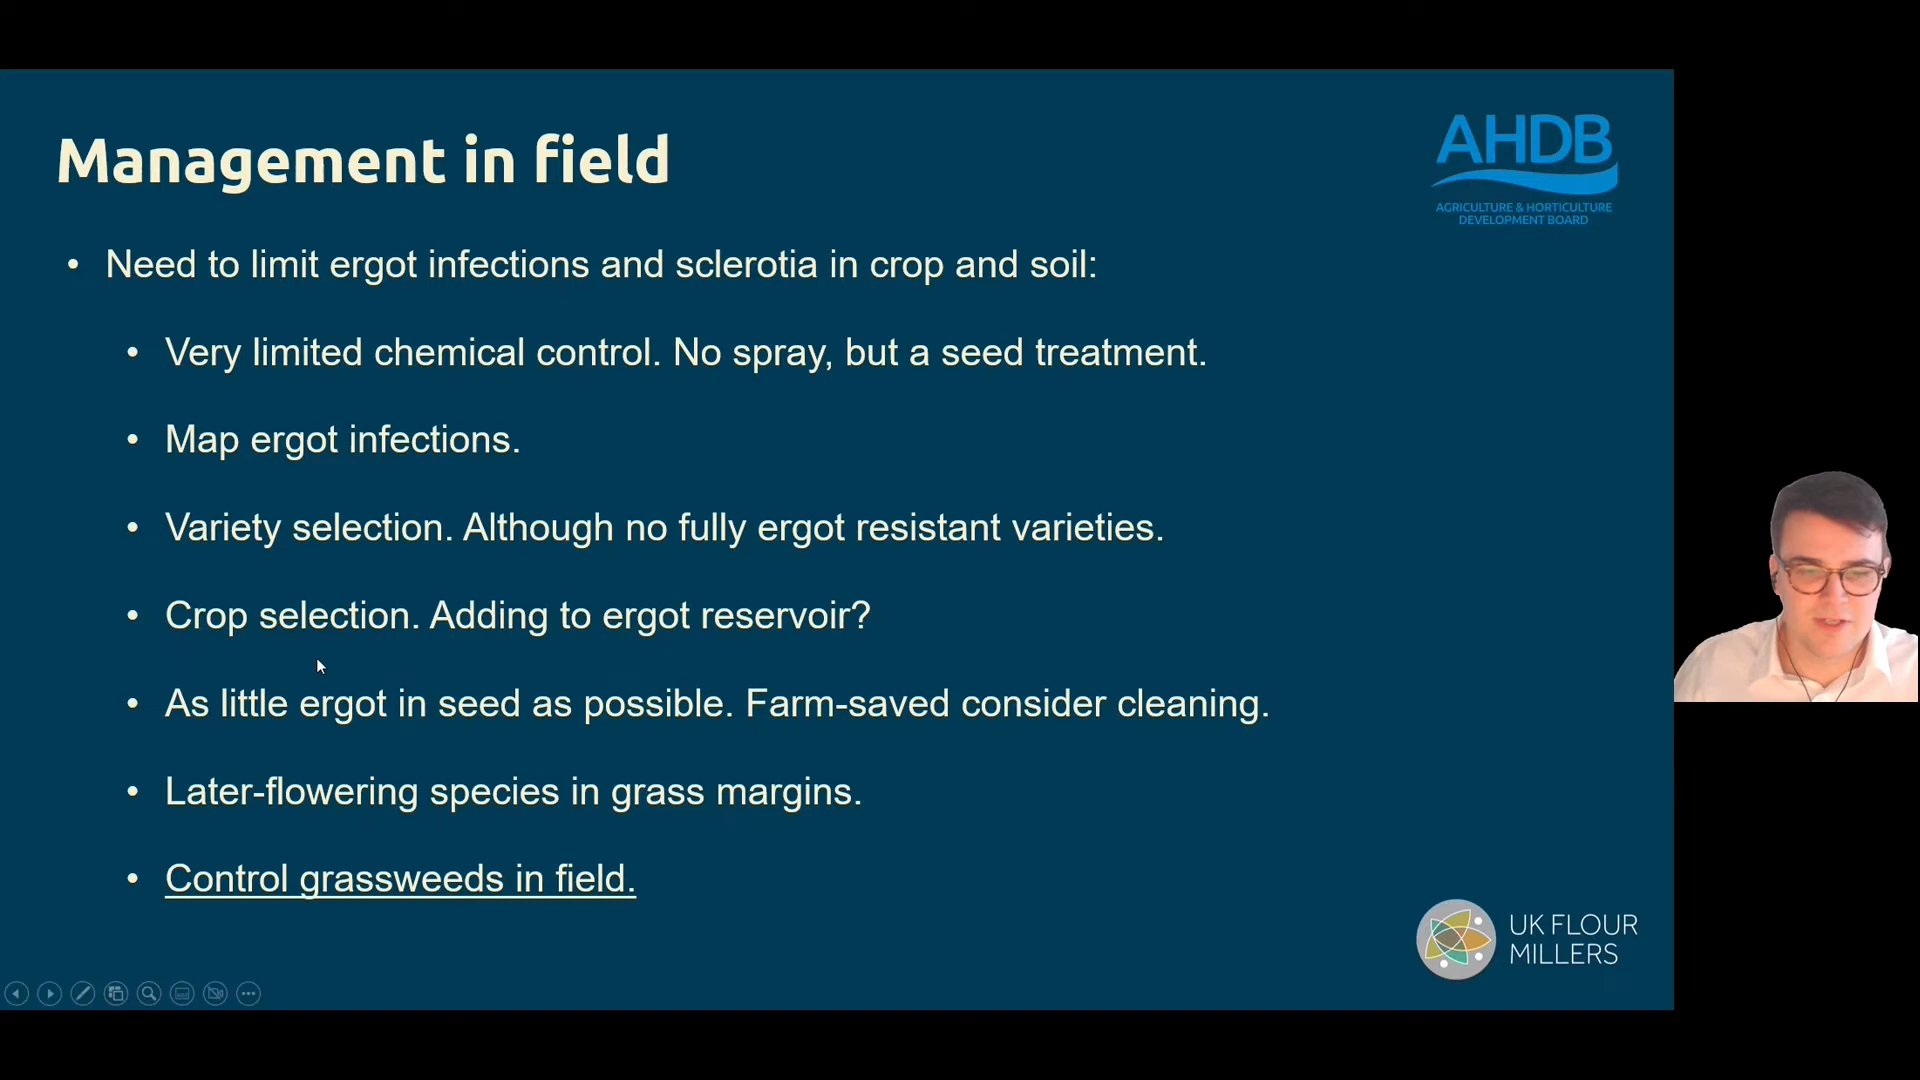 Management in field
AHDB
AGRICULTURE & HORTICULTURE
DEVELOPMENT BOARD
• Need to limit ergot infections and sclerotia in crop and soil:
• Very limited chemical control. No spray, but a seed treatment.
• Map ergot infections.
• Variety selection. Although no fully ergot resistant varieties.
• Crop selection. Adding to ergot reservoir?
• As little ergot in seed as possible. Farm-saved consider cleaning.
• Later-flowering species in grass margins.
• Control grassweeds in field.
UK FLOUR
MILLERS